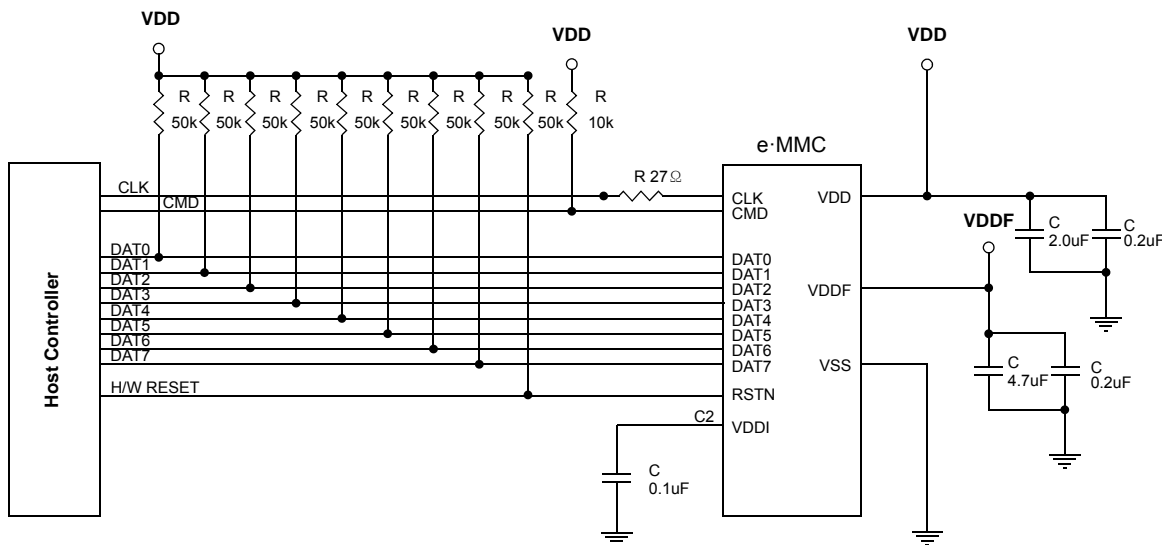 VDD
VDD
VDD
R R R R R R R R R R
50k 50k 50k 50k 50k 50k 50k 50k 50k 10k
e·MMC
Host Controller
CLK
R 27Ω
CLK
VDD
CMD
CMD
VDDF
C
2.0uF
C
0.2uF
DAT0
DAT0
DAT1
DAT1
DAT2
DAT2
VDDF
DAT3
DAT3
DAT4
DAT4
DAT5
DAT5
DAT6
DAT6
DAT7
DAT7
VSS
C
4.7uF
C
0.2uF
H/W RESET
RSTN
C2
VDDI
C
0.1uF